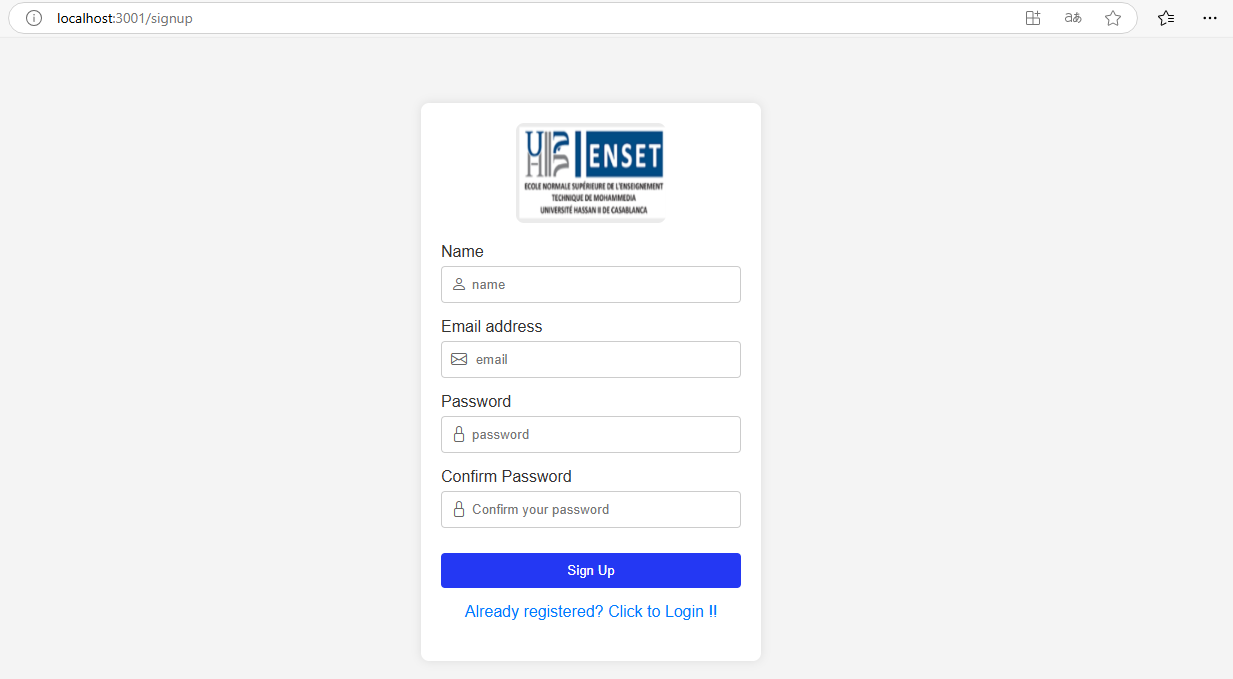 localhost:3001/signup
UH
ENSET
ECOLE NORMALE SUPÉRIEURE DE L'ENSEIGNEMENT
TECHNIQUE DE MOHAMMEDIA
UNIVERSITÉ HASSAN II DE CASABLANCA
Name
name
Email address
email
Password
password
Confirm Password
Confirm your password
Sign Up
Already registered? Click to Login !!